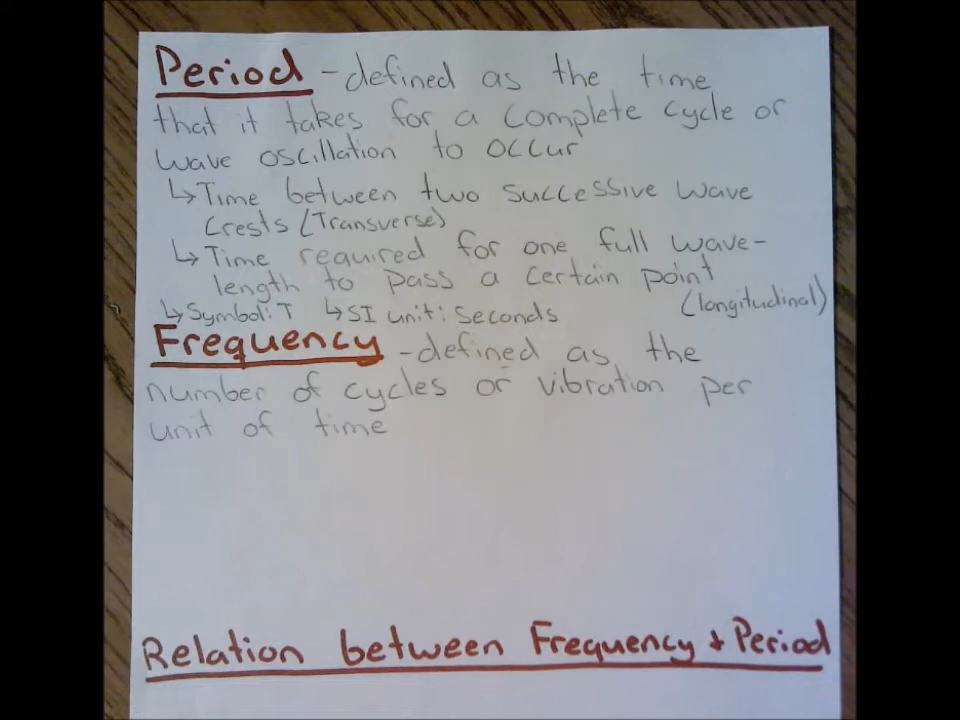 Period - defined as the time
that it takes for a complete cycle or
wave oscillation to occur
↳ Time between two successive wave
crests (Transverse)
↳ Time required for one full wave-
length to pass a certain point
(longitudinal)
↳ Symbol: T ↳ SI unit: Seconds
Frequency - defined as the
number of cycles or vibration per
unit of time
Relation between Frequency + Period